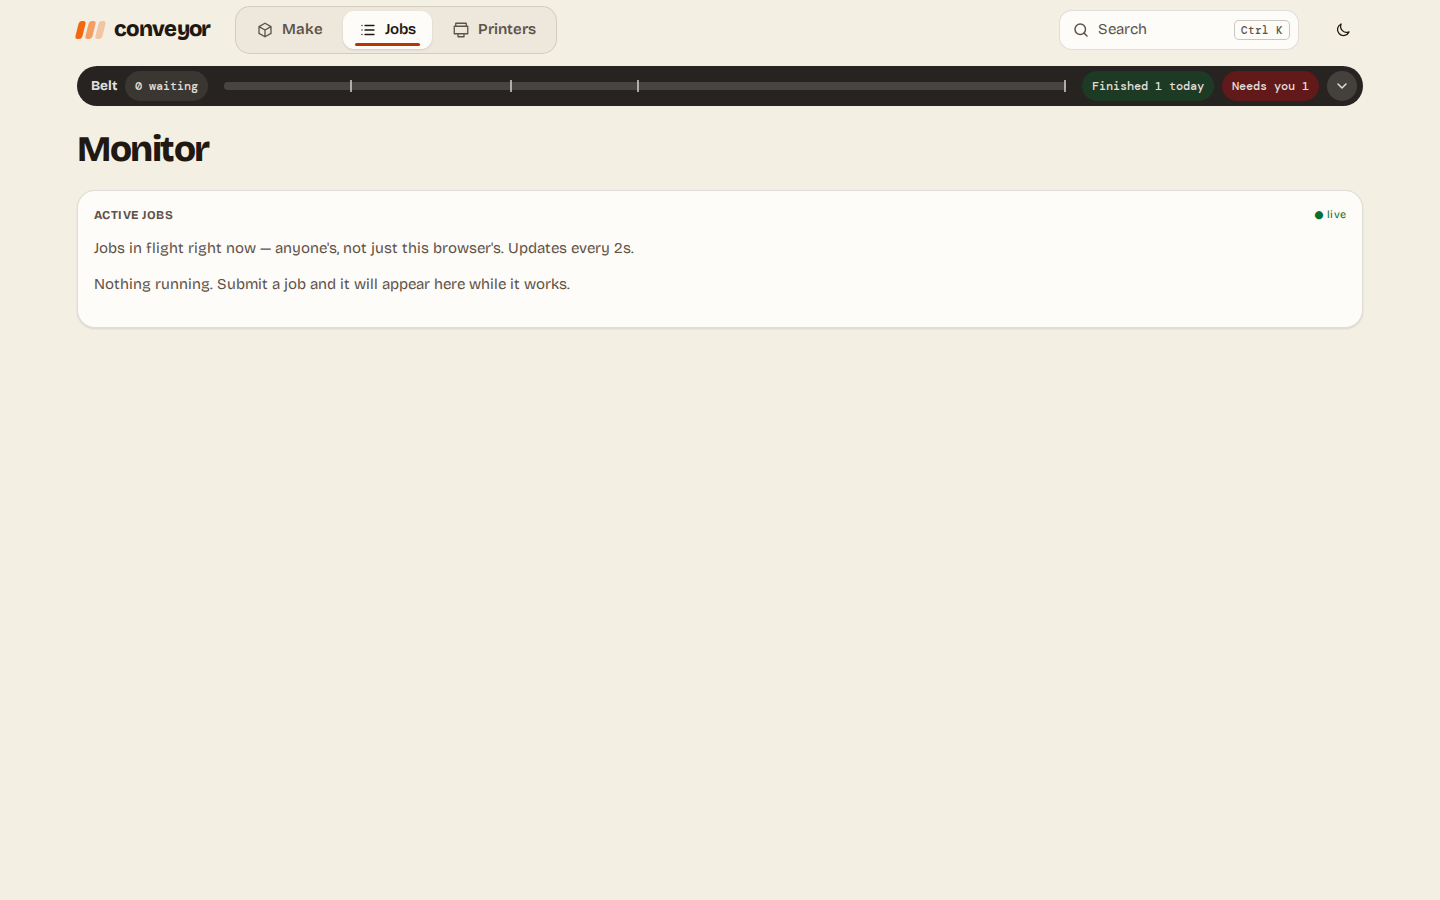 conveyor
Make
Jobs
Printers
Search
Ctrl K
Belt
0 waiting
Finished 1 today
Needs you 1
Monitor
ACTIVE JOBS
live
Jobs in flight right now — anyone's, not just this browser's. Updates every 2s.
Nothing running. Submit a job and it will appear here while it works.